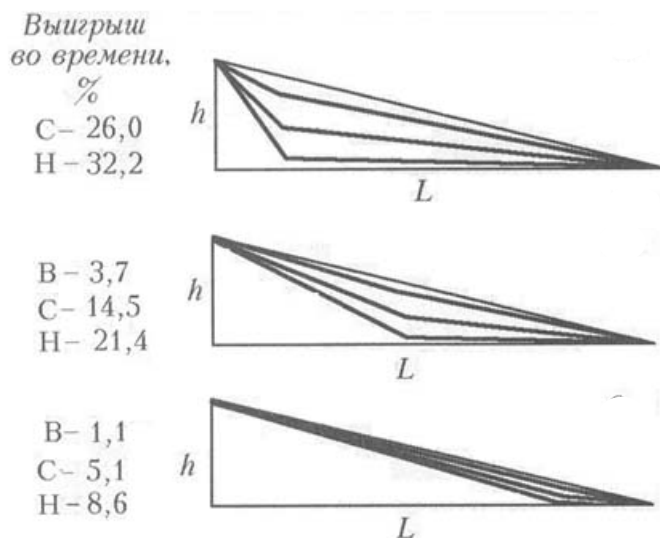 Выигрыш
во времени,
%
С – 26,0
Н – 32,2
h
L
В – 3,7
С – 14,5
Н – 21,4
h
L
В – 1,1
С – 5,1
Н – 8,6
h
L